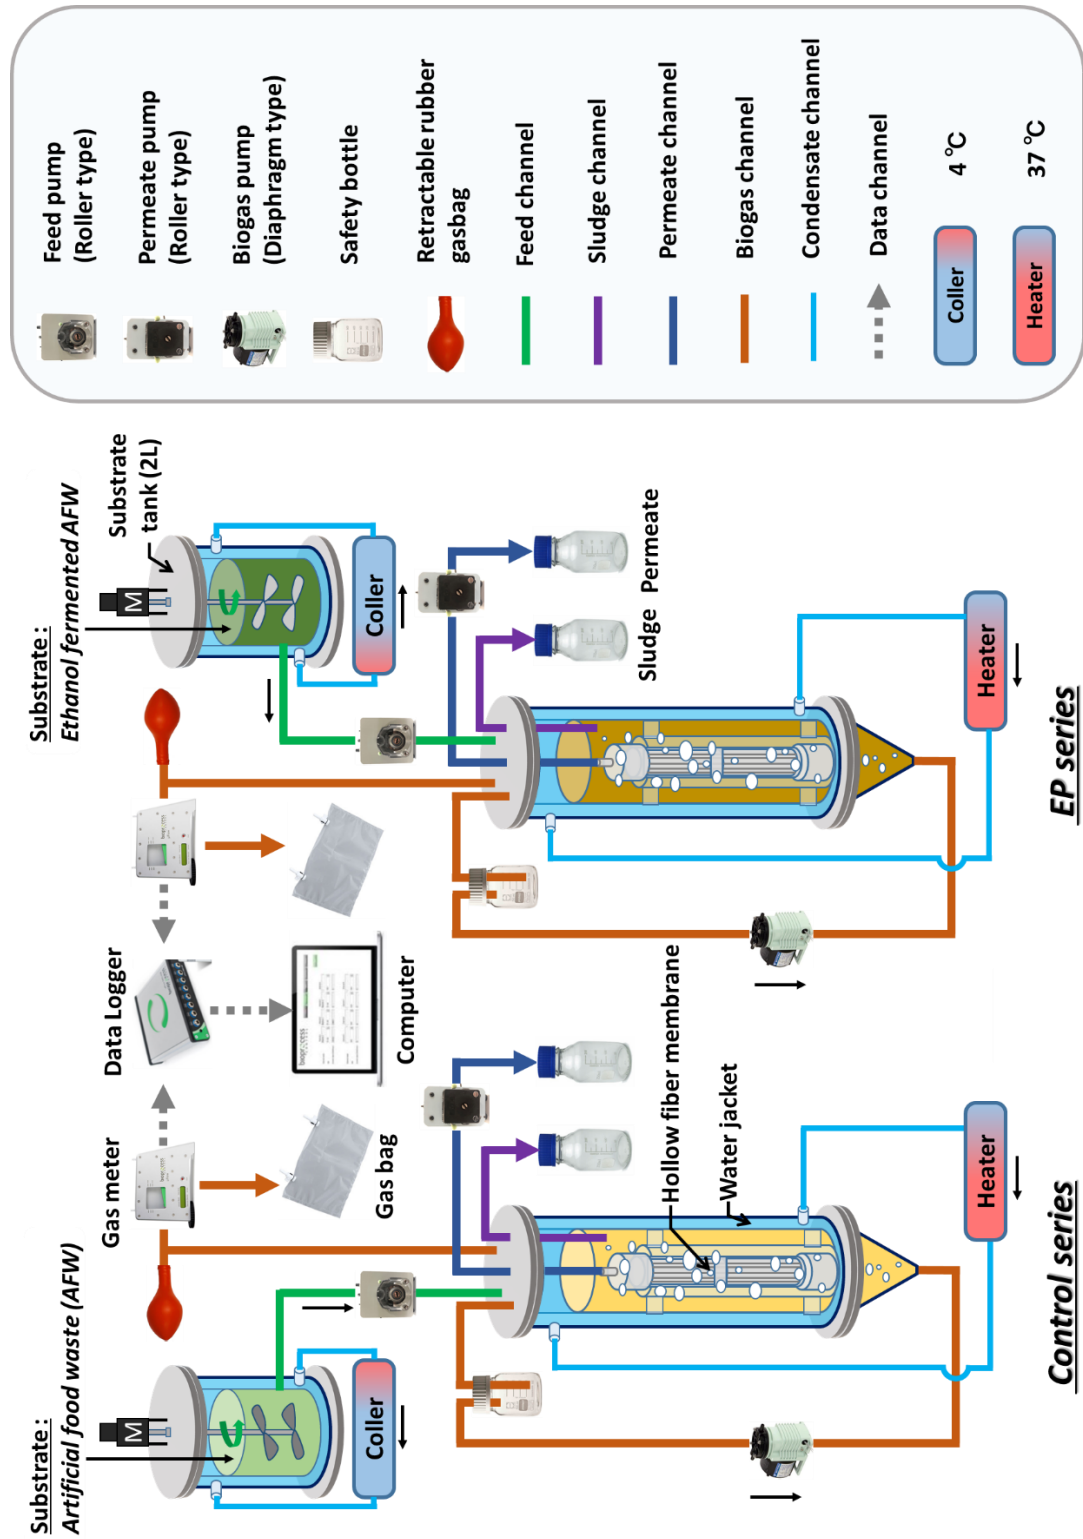 Substrate :
Artificial food waste (AFW)
M
Coller
Gas meter
Gas bag
Data Logger
Computer
Substrate :
Ethanol fermented AFW
M
Substrate
tank (2L)
Coller
Sludge
Permeate
Hollow fiber membrane
Water jacket
Heater
Heater
Control series
EP series
Feed pump
(Roller type)
Permeate pump
(Roller type)
Biogas pump
(Diaphragm type)
Safety bottle
Retractable rubber
gasbag
Feed channel
Sludge channel
Permeate channel
Biogas channel
Condensate channel
Data channel
Coller
4 ℃
Heater
37 ℃